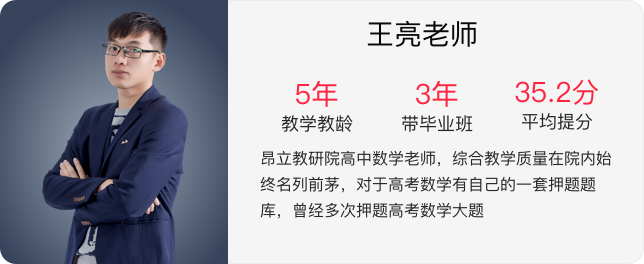 王亮老师
5年 3年 35.2分
教学教龄 带毕业班 平均提分
昂立教研院高中数学老师，综合教学质量在院内始
终名列前茅，对于高考数学有自己的一套押题题
库，曾经多次押题高考数学大题